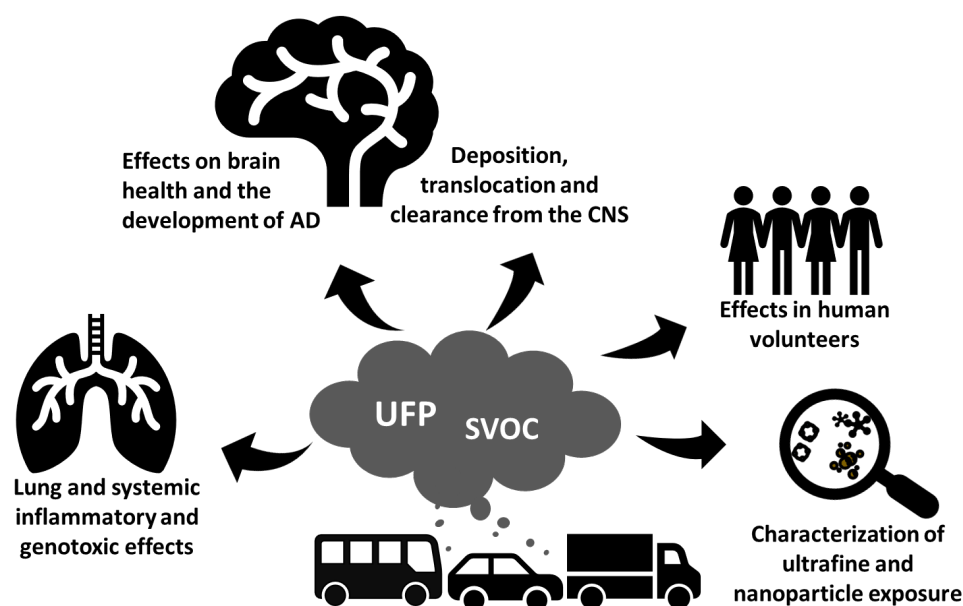 Effects on brain
health and the
development of AD
Deposition,
translocation and
clearance from the CNS
Effects in human
volunteers
UFP
SVOC
Lung and systemic
inflammatory and
genotoxic effects
Characterization of
ultrafine and
nanoparticle exposure